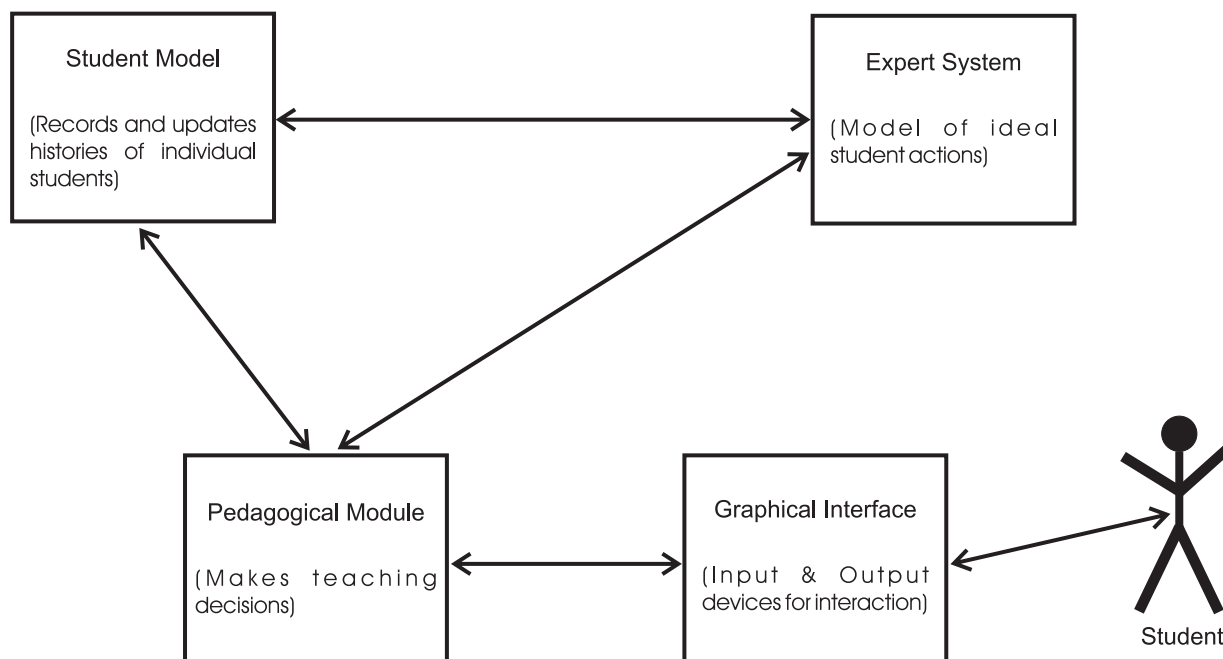 Student Model
(Records and updates
histories of individual
students)
Expert System
(Model of ideal
student actions)
Pedagogical Module
(Makes teaching
decisions)
Graphical Interface
(Input & Output
devices for interaction)
Student